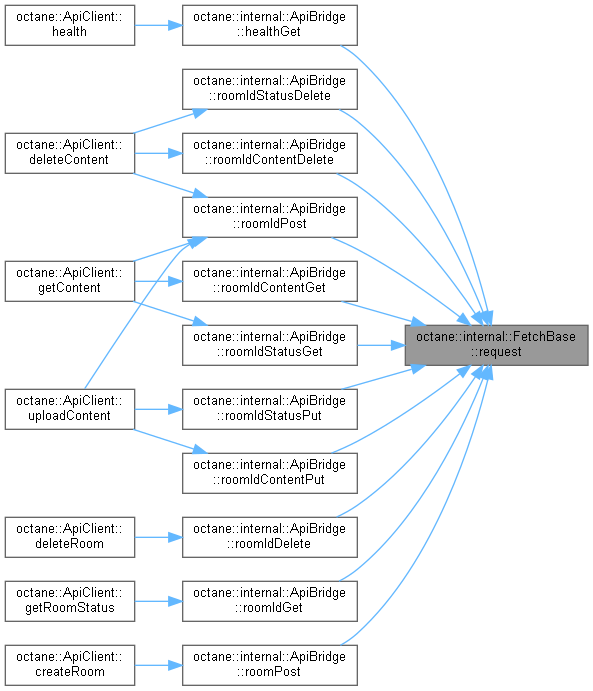 octane::ApiClient::
health
octane::internal::ApiBridge
::healthGet
octane::internal::ApiBridge
::roomIdStatusDelete
octane::ApiClient::
deleteContent
octane::internal::ApiBridge
::roomIdContentDelete
octane::internal::ApiBridge
::roomIdPost
octane::ApiClient::
getContent
octane::internal::ApiBridge
::roomIdContentGet
octane::internal::ApiBridge
::roomIdStatusGet
octane::internal::FetchBase
::request
octane::ApiClient::
uploadContent
octane::internal::ApiBridge
::roomIdStatusPut
octane::internal::ApiBridge
::roomIdContentPut
octane::ApiClient::
deleteRoom
octane::internal::ApiBridge
::roomIdDelete
octane::ApiClient::
getRoomStatus
octane::internal::ApiBridge
::roomIdGet
octane::ApiClient::
createRoom
octane::internal::ApiBridge
::roomPost